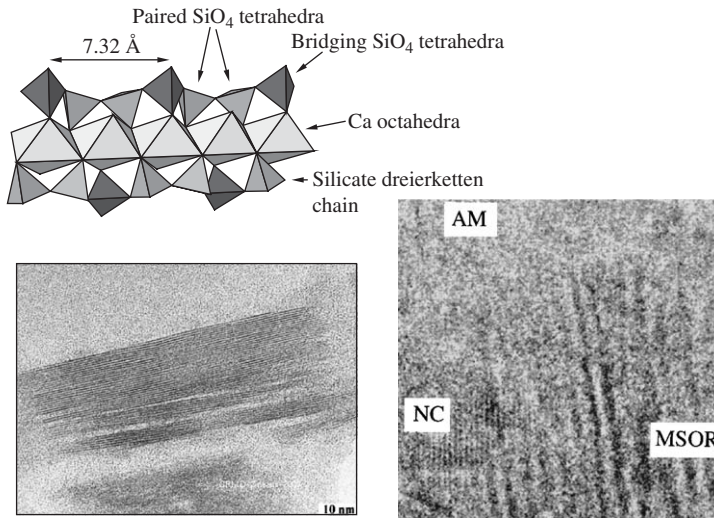 Paired SiO₄ tetrahedra
7.32 Å
Bridging SiO₄ tetrahedra
Ca octahedra
Silicate dreierketten
chain
AM
NC
MSOR
10 nm